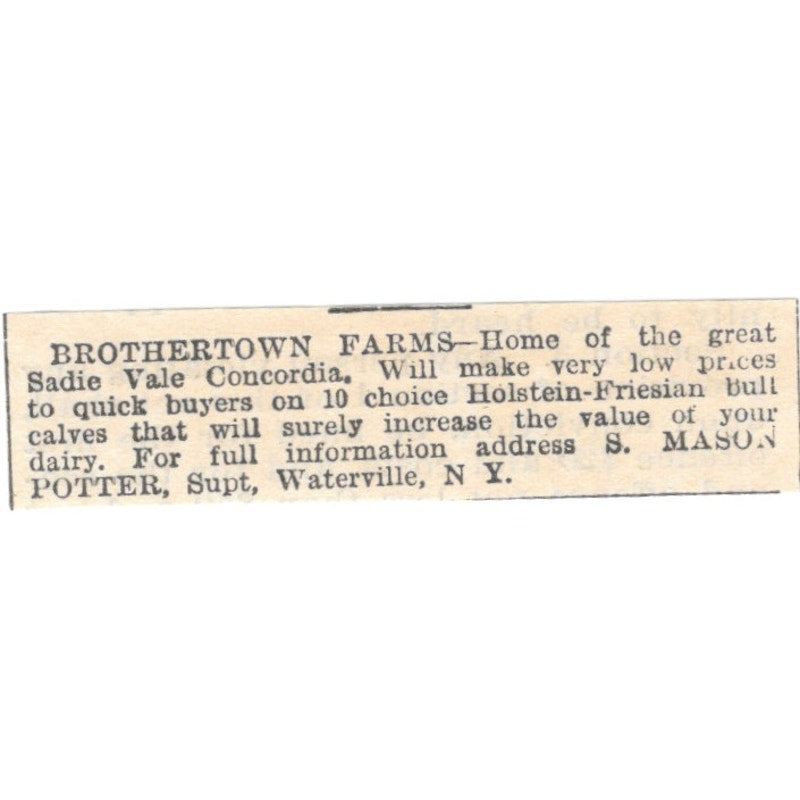 BROTHERTOWN FARMS—Home of the great
Sadie Vale Concordia. Will make very low prices
to quick buyers on 10 choice Holstein-Friesian bull
calves that will surely increase the value of your
dairy. For full information address S. MASON
POTTER, Supt, Waterville, N Y.